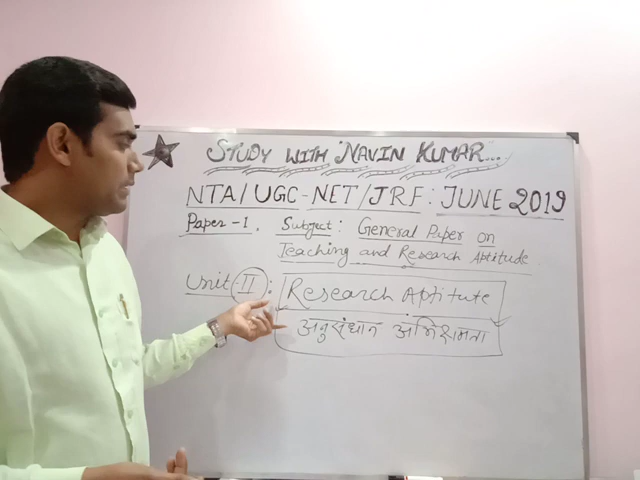 STUDY WITH NAVIN KUMAR...
NTA/UGC-NET/JRF: JUNE 2019
Paper-1. Subject: General Paper on
Teaching and Research Aptitude
Unit-II: Research Aptitute
अनुसंधान अभिक्षमता